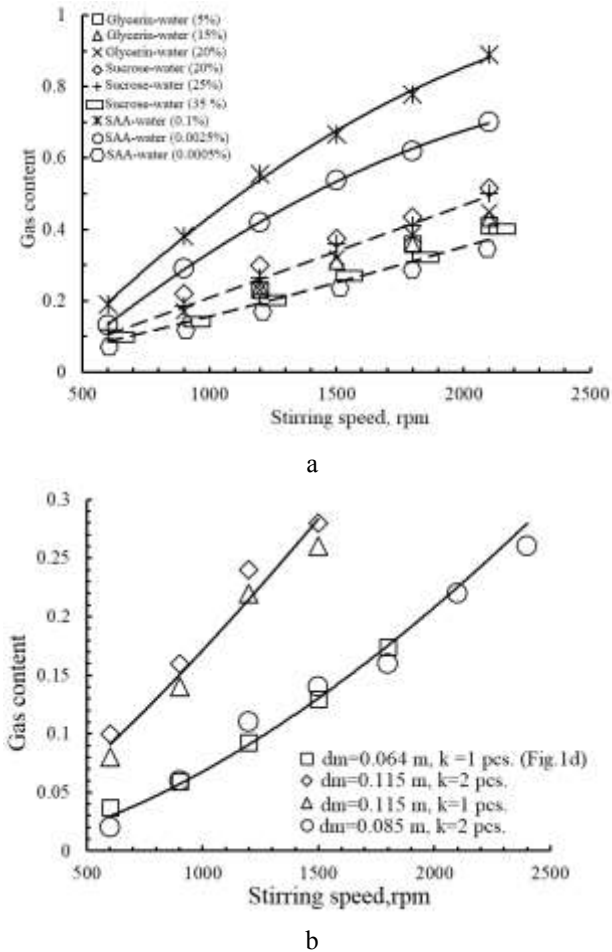 1
Glycerin-water (5%)
Glycerin-water (15%)
Glycerin-water (20%)
Sucrose-water (20%)
Sucrose-water (25%)
Sucrose-water (35 %)
SAA-water (0.1%)
SAA-water (0.0025%)
SAA-water (0.0005%)
0.8
0.6
0.4
0.2
0
Gas content
500
1000
1500
2000
2500
Stirring speed, rpm
a
0.3
0.25
0.2
0.15
0.1
0.05
0
Gas content
dm=0.064 m, k =1 pcs. (Fig.1d)
dm=0.115 m, k=2 pcs.
dm=0.115 m, k=1 pcs.
dm=0.085 m, k=2 pcs.
500
1000
1500
2000
2500
Stirring speed,rpm
b